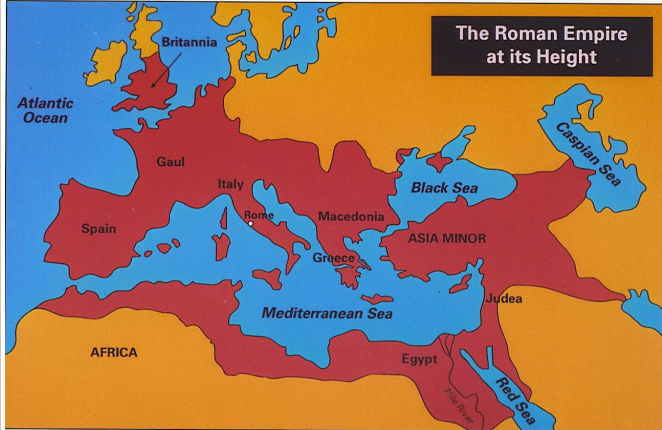 The Roman Empire
at its Height
Britannia
Atlantic
Ocean
Caspian Sea
Gaul
Italy
Black Sea
Rome
Macedonia
Spain
ASIA MINOR
Greece
Judea
Mediterranean Sea
AFRICA
Egypt
Red Sea
Nile River